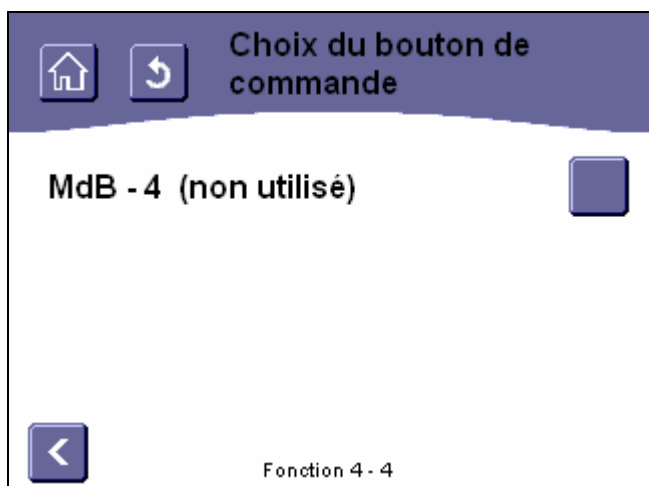 Choix du bouton de
commande
MdB - 4 (non utilisé)
Fonction 4 - 4